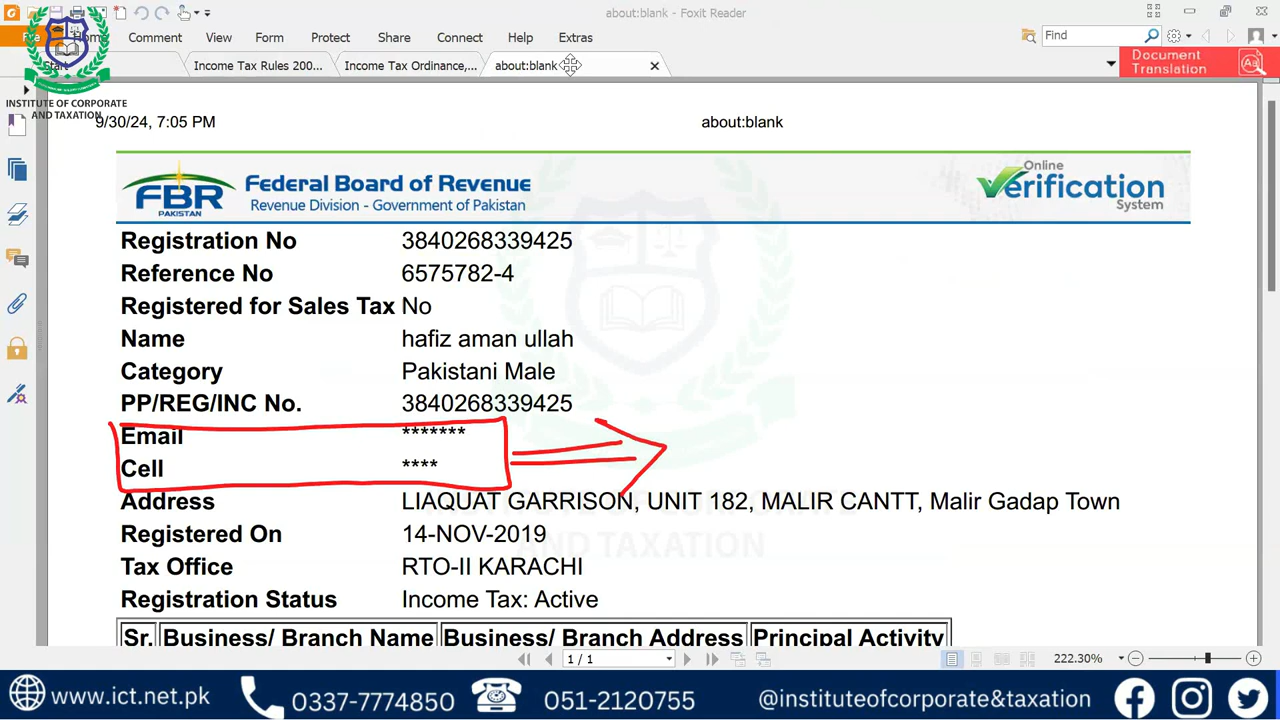 about:blank - Foxit Reader
File Home Comment View Form Protect Share Connect Help Extras
Find
Start Income Tax Rules 200... Income Tax Ordinance,... about:blank
Document
Translation
INSTITUTE OF CORPORATE
AND TAXATION
9/30/24, 7:05 PM about:blank
FBR
PAKISTAN
Federal Board of Revenue
Revenue Division - Government of Pakistan
Online
Verification
System
Registration No 3840268339425
Reference No 6575782-4
Registered for Sales Tax No
Name hafiz aman ullah
Category Pakistani Male
PP/REG/INC No. 3840268339425
Email *******
Cell ****
Address LIAQUAT GARRISON, UNIT 182, MALIR CANTT, Malir Gadap Town
Registered On 14-NOV-2019
AND TAXATION
Tax Office RTO-II KARACHI
Registration Status Income Tax: Active
Sr. Business/ Branch Name Business/ Branch Address Principal Activity
1 / 1
222.30%
www.ict.net.pk 0337-7774850 051-2120755 @instituteofcorporate&taxation